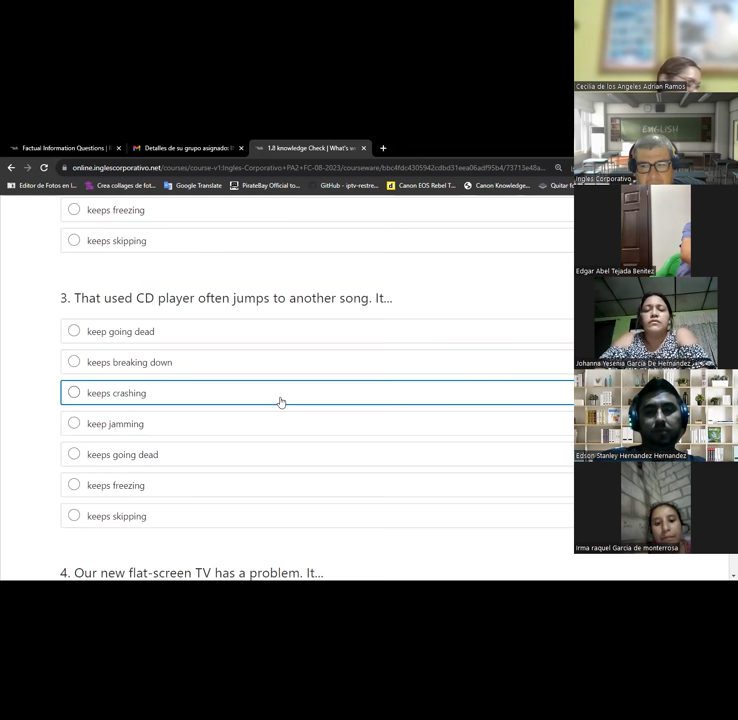 Cecilia de los Angeles Adrian Ramos
ENGLISH
Ingles Corporativo
Edgar Abel Tejada Benitez
Johanna Yesenia Garcia De Hernandez
Edson Stanley Hernandez Hernandez
Irma raquel Garcia de monterrosa
Factual Information Questions |
Detalles de su grupo asignado:
1.8 knowledge Check | What's w
online.inglescorporativo.net/courses/course-v1:Ingles-Corporativo+PA2+FC-08-2023/courseware/bbc4fdc4305942cdbd31eea06adf95b4/73713e48a...
Editor de Fotos en l...
Crea collages de fot...
Google Translate
PirateBay Official to...
GitHub - iptv-restre...
Canon EOS Rebel T...
Canon Knowledge...
Quitar fo
keeps freezing
keeps skipping
3. That used CD player often jumps to another song. It...
keep going dead
keeps breaking down
keeps crashing
keep jamming
keeps going dead
keeps freezing
keeps skipping
4. Our new flat-screen TV has a problem. It...